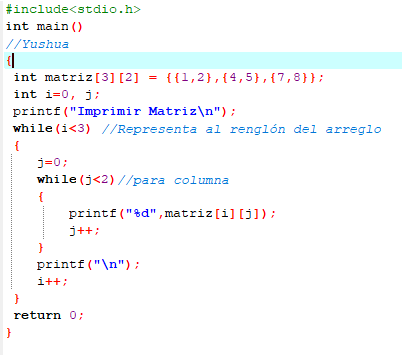 #include<stdio.h>
int main()
//Yushua
{
int matriz[3][2] = {{1,2},{4,5},{7,8}};
int i=0, j;
printf("Imprimir Matriz\n");
while(i<3) //Representa al renglón del arreglo
{
j=0;
while(j<2)//para columna
{
printf("%d",matriz[i][j]);
j++;
}
printf("\n");
i++;
}
return 0;
}